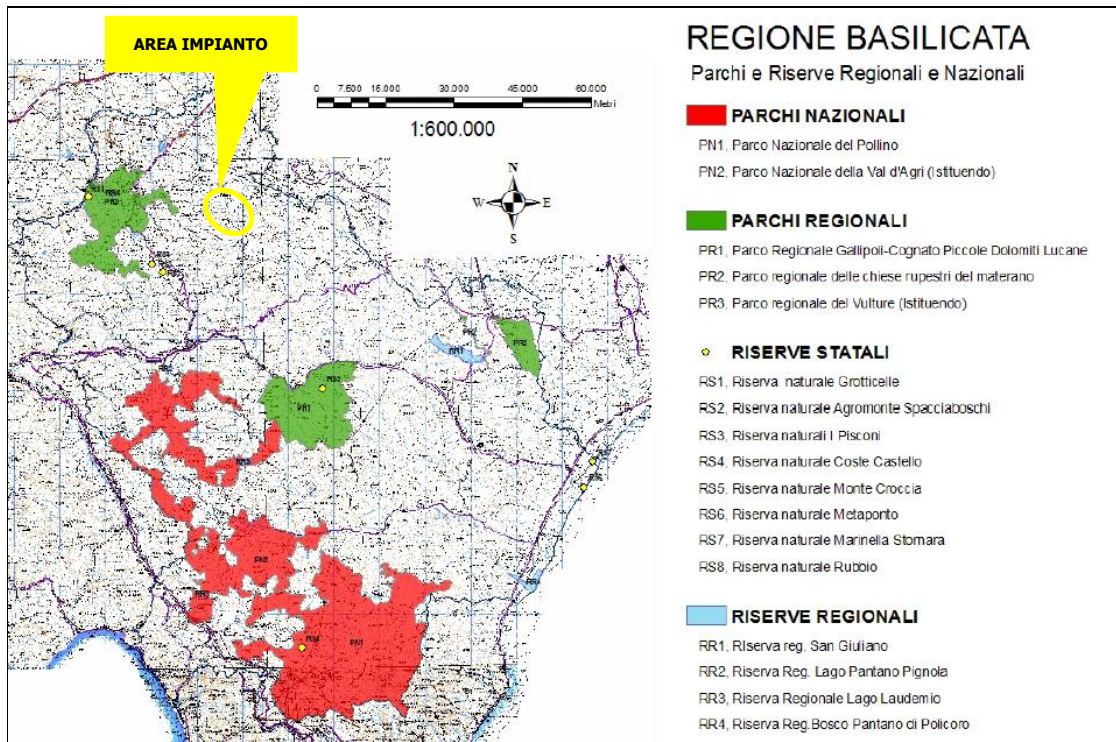 AREA IMPIANTO
0 7.500 15.000 30.000 45.000 60.000
Metri
1:600.000
N
W E
S
PR1
PR2
RR1
PN1
REGIONE BASILICATA
Parchi e Riserve Regionali e Nazionali
PARCHI NAZIONALI
PN1, Parco Nazionale del Pollino
PN2, Parco Nazionale della Val d'Agri (Istituendo)
PARCHI REGIONALI
PR1, Parco Regionale Gallipoli-Cognato Piccole Dolomiti Lucane
PR2, Parco regionale delle chiese rupestri del materano
PR3, Parco regionale del Vulture (Istituendo)
RISERVE STATALI
RS1, Riserva naturale Grotticelle
RS2, Riserva naturale Agromonte Spacciaboschi
RS3, Riserva naturali I Pisconi
RS4, Riserva naturale Coste Castello
RS5, Riserva naturale Monte Croccia
RS6, Riserva naturale Metaponto
RS7, Riserva naturale Marinella Stornara
RS8, Riserva naturale Rubbio
RISERVE REGIONALI
RR1, Riserva reg. San Giuliano
RR2, Riserva Reg. Lago Pantano Pignola
RR3, Riserva Regionale Lago Laudemio
RR4, Riserva Reg.Bosco Pantano di Policoro